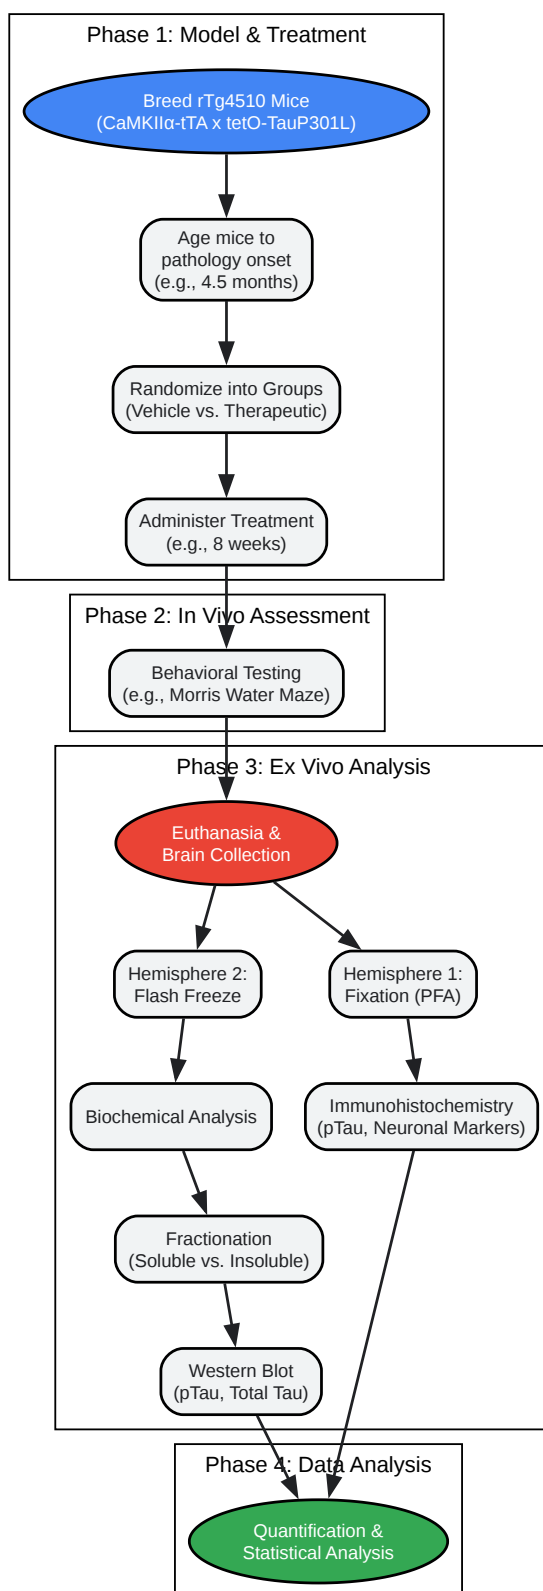 Phase 1: Model & Treatment
Breed rTg4510 Mice
(CaMKIIα-tTA x tetO-TauP301L)
Age mice to
pathology onset
(e.g., 4.5 months)
Randomize into Groups
(Vehicle vs. Therapeutic)
Administer Treatment
(e.g., 8 weeks)
Phase 2: In Vivo Assessment
Behavioral Testing
(e.g., Morris Water Maze)
Phase 3: Ex Vivo Analysis
Euthanasia &
Brain Collection
Hemisphere 2:
Flash Freeze
Hemisphere 1:
Fixation (PFA)
Biochemical Analysis
Immunohistochemistry
(pTau, Neuronal Markers)
Fractionation
(Soluble vs. Insoluble)
Western Blot
(pTau, Total Tau)
Phase 4: Data Analysis
Quantification &
Statistical Analysis